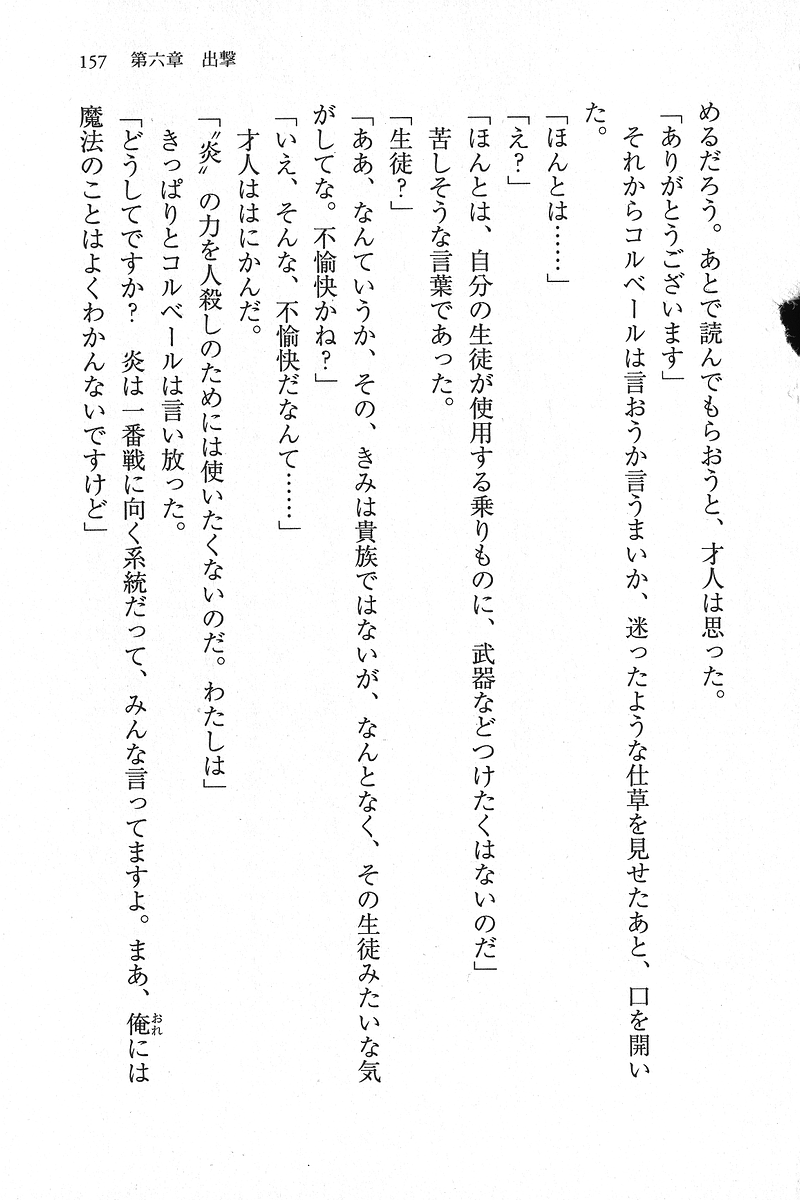 157　第六章　出撃
めるだろう。あとで読んでもらおうと、才人は思った。
「ありがとうございます」
　それからコルベールは言おうか言うまいか、迷ったような仕草を見せたあと、口を開い
た。
「ほんとは……」
「え？」
「ほんとは、自分の生徒が使用する乗りものに、武器などつけたくはないのだ」
　苦しそうな言葉であった。
「生徒？」
「ああ、なんていうか、その、きみは貴族ではないが、なんとなく、その生徒みたいな気
がしてな。不愉快かね？」
「いえ、そんな、不愉快だなんて……」
　才人ははにかんだ。
「〝炎〟の力を人殺しのためには使いたくないのだ。わたしは」
　きっぱりとコルベールは言い放った。
「どうしてですか？　炎は一番戦に向く系統だって、みんな言ってますよ。まあ、俺には
おれ
魔法のことはよくわかんないですけど」